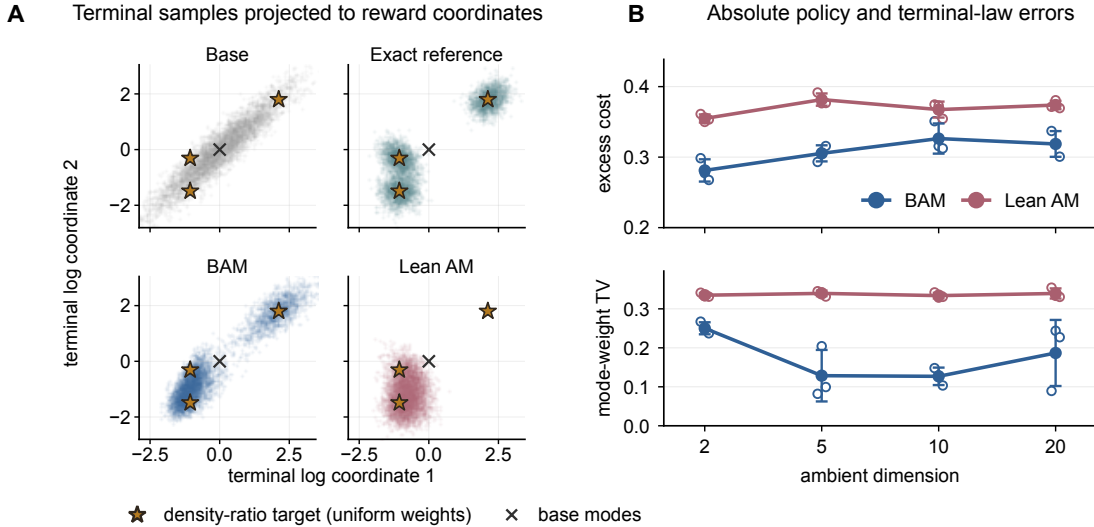 A
Terminal samples projected to reward coordinates
Base
Exact reference
2
0
−2
BAM
Lean AM
2
0
−2
−2.5
0.0
2.5
−2.5
0.0
2.5
terminal log coordinate 2
terminal log coordinate 1
density-ratio target (uniform weights)
base modes
B
Absolute policy and terminal-law errors
excess cost
0.4
0.3
0.2
BAM
Lean AM
mode-weight TV
0.3
0.2
0.1
0.0
2
5
10
20
ambient dimension